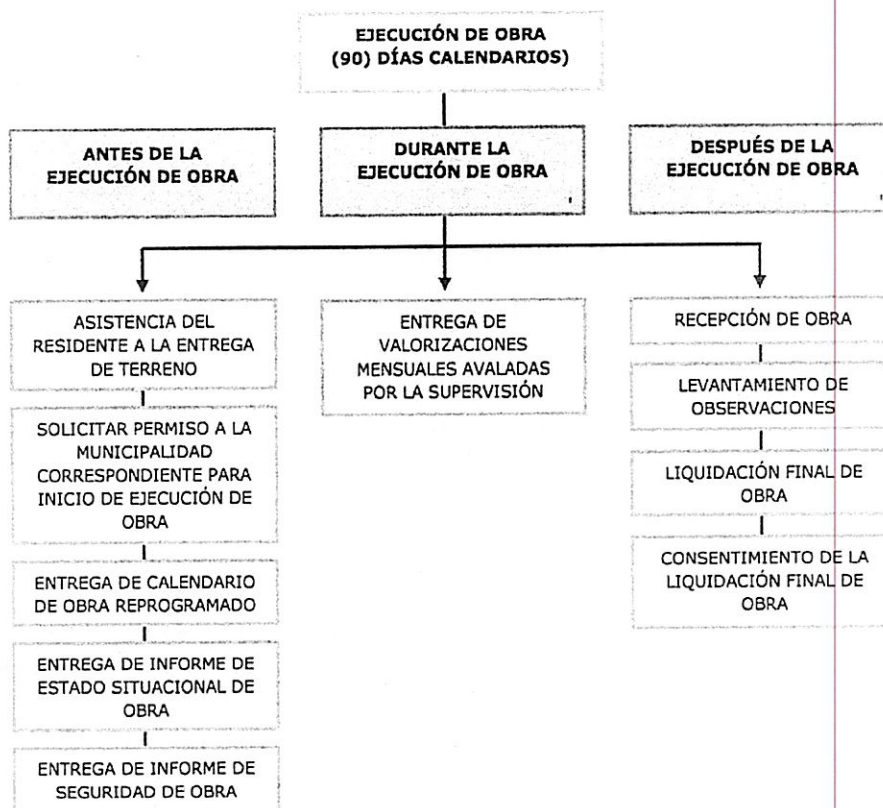 EJECUCIÓN DE OBRA
(90) DÍAS CALENDARIOS)
ANTES DE LA
EJECUCIÓN DE OBRA
DURANTE LA
EJECUCIÓN DE OBRA
DESPUÉS DE LA
EJECUCIÓN DE OBRA
ASISTENCIA DEL
RESIDENTE A LA ENTREGA
DE TERRENO
SOLICITAR PERMISO A LA
MUNICIPALIDAD
CORRESPONDIENTE PARA
INICIO DE EJECUCIÓN DE
OBRA
ENTREGA DE CALENDARIO
DE OBRA REPROGRAMADO
ENTREGA DE INFORME DE
ESTADO SITUACIONAL DE
OBRA
ENTREGA DE INFORME DE
SEGURIDAD DE OBRA
ENTREGA DE
VALORIZACIONES
MENSUALES AVALADAS
POR LA SUPERVISIÓN
RECEPCIÓN DE OBRA
LEVANTAMIENTO DE
OBSERVACIONES
LIQUIDACIÓN FINAL DE
OBRA
CONSENTIMIENTO DE LA
LIQUIDACIÓN FINAL DE
OBRA